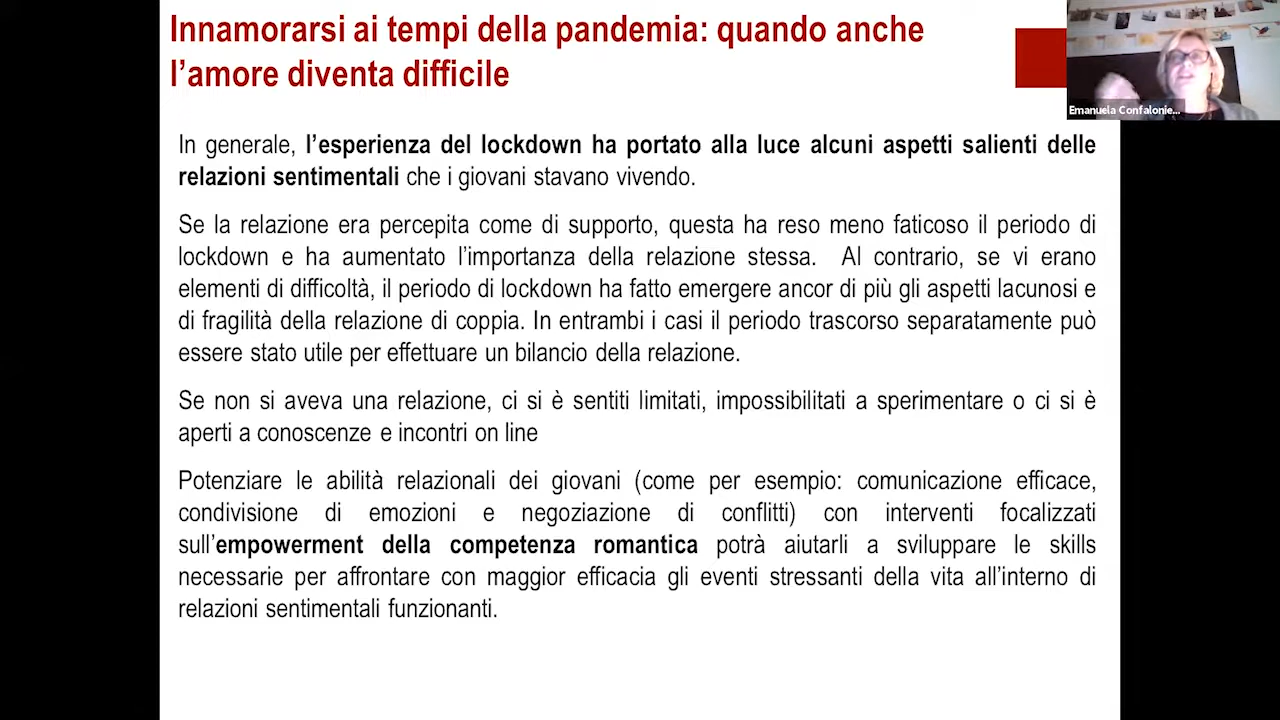 Innamorarsi ai tempi della pandemia: quando anche
l’amore diventa difficile
Emanuela Confalonie...
In generale, l’esperienza del lockdown ha portato alla luce alcuni aspetti salienti delle
relazioni sentimentali che i giovani stavano vivendo.
Se la relazione era percepita come di supporto, questa ha reso meno faticoso il periodo di
lockdown e ha aumentato l’importanza della relazione stessa. Al contrario, se vi erano
elementi di difficoltà, il periodo di lockdown ha fatto emergere ancor di più gli aspetti lacunosi e
di fragilità della relazione di coppia. In entrambi i casi il periodo trascorso separatamente può
essere stato utile per effettuare un bilancio della relazione.
Se non si aveva una relazione, ci si è sentiti limitati, impossibilitati a sperimentare o ci si è
aperti a conoscenze e incontri on line
Potenziare le abilità relazionali dei giovani (come per esempio: comunicazione efficace,
condivisione di emozioni e negoziazione di conflitti) con interventi focalizzati
sull’empowerment della competenza romantica potrà aiutarli a sviluppare le skills
necessarie per affrontare con maggior efficacia gli eventi stressanti della vita all’interno di
relazioni sentimentali funzionanti.